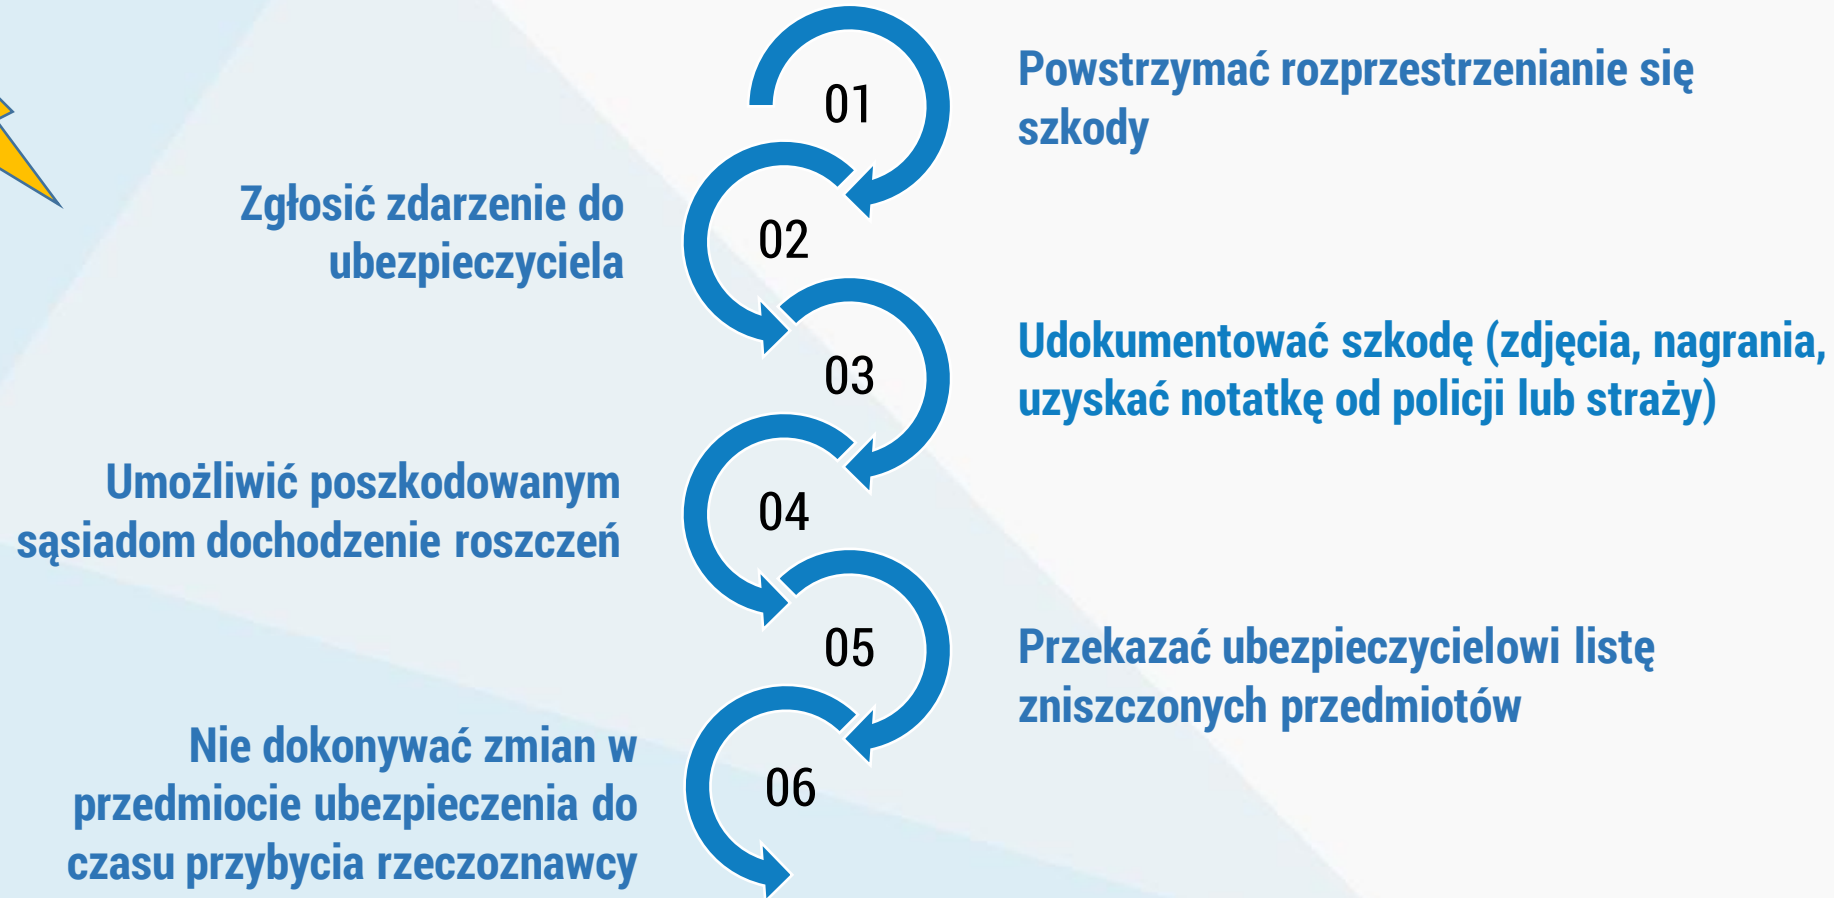 01
Powstrzymać rozprzestrzenianie się
szkody
Zgłosić zdarzenie do
ubezpieczyciela
02
03
Udokumentować szkodę (zdjęcia, nagrania,
uzyskać notatkę od policji lub straży)
Umożliwić poszkodowanym
sąsiadom dochodzenie roszczeń
04
05
Przekazać ubezpieczycielowi listę
zniszczonych przedmiotów
Nie dokonywać zmian w
przedmiocie ubezpieczenia do
czasu przybycia rzeczoznawcy
06